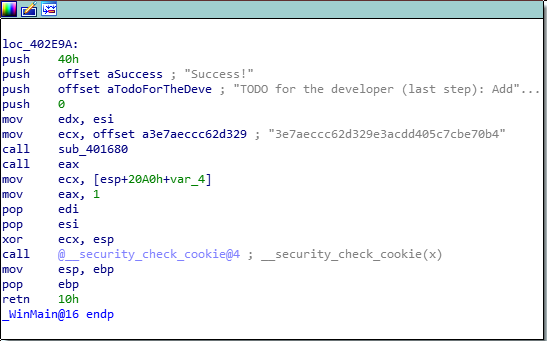 loc_402E9A:
push 40h
push offset aSuccess ; "Success!"
push offset aTodoForTheDeve ; "TODO for the developer (last step): Add"...
push 0
mov edx, esi
mov ecx, offset a3e7aeccc62d329 ; "3e7aeccc62d329e3acdd405c7cbe70b4"
call sub_401680
call eax
mov ecx, [esp+20A0h+var_4]
mov eax, 1
pop edi
pop esi
xor ecx, esp
call @__security_check_cookie@4 ; __security_check_cookie(x)
mov esp, ebp
pop ebp
retn 10h
_WinMain@16 endp